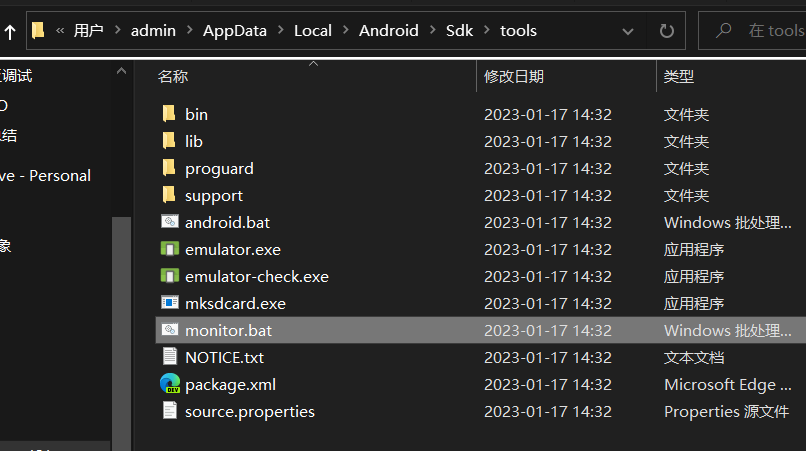 « 用户 > admin > AppData > Local > Android > Sdk > tools 在 tools
名称 修改日期 类型
调试
O
结
ve - Personal
象
bin 2023-01-17 14:32 文件夹
lib 2023-01-17 14:32 文件夹
proguard 2023-01-17 14:32 文件夹
support 2023-01-17 14:32 文件夹
android.bat 2023-01-17 14:32 Windows 批处理...
emulator.exe 2023-01-17 14:32 应用程序
emulator-check.exe 2023-01-17 14:32 应用程序
mksdcard.exe 2023-01-17 14:32 应用程序
monitor.bat 2023-01-17 14:32 Windows 批处理...
NOTICE.txt 2023-01-17 14:32 文本文档
package.xml 2023-01-17 14:32 Microsoft Edge ...
source.properties 2023-01-17 14:32 Properties 源文件